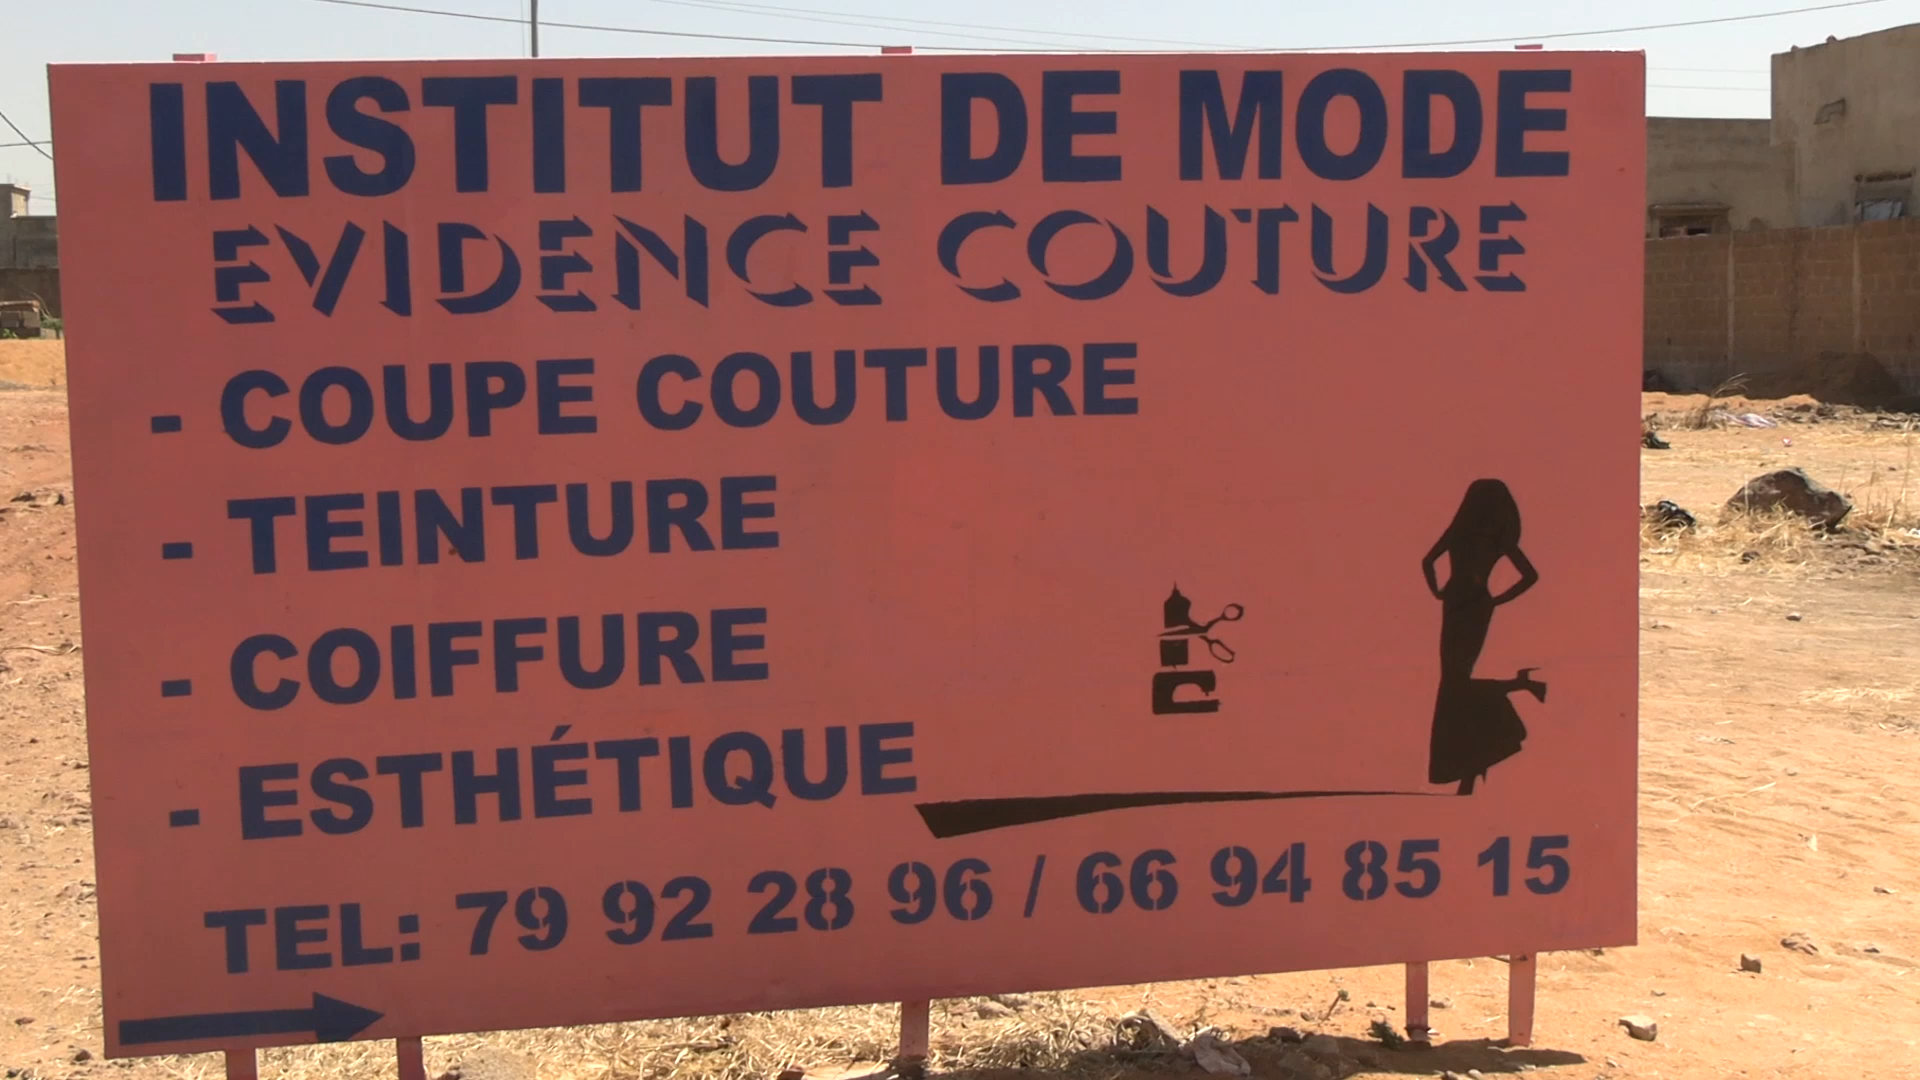 INSTITUT DE MODE
EVIDENCE COUTURE
- COUPE COUTURE
- TEINTURE
- COIFFURE
- ESTHÉTIQUE
TEL: 79 92 28 96 / 66 94 85 15